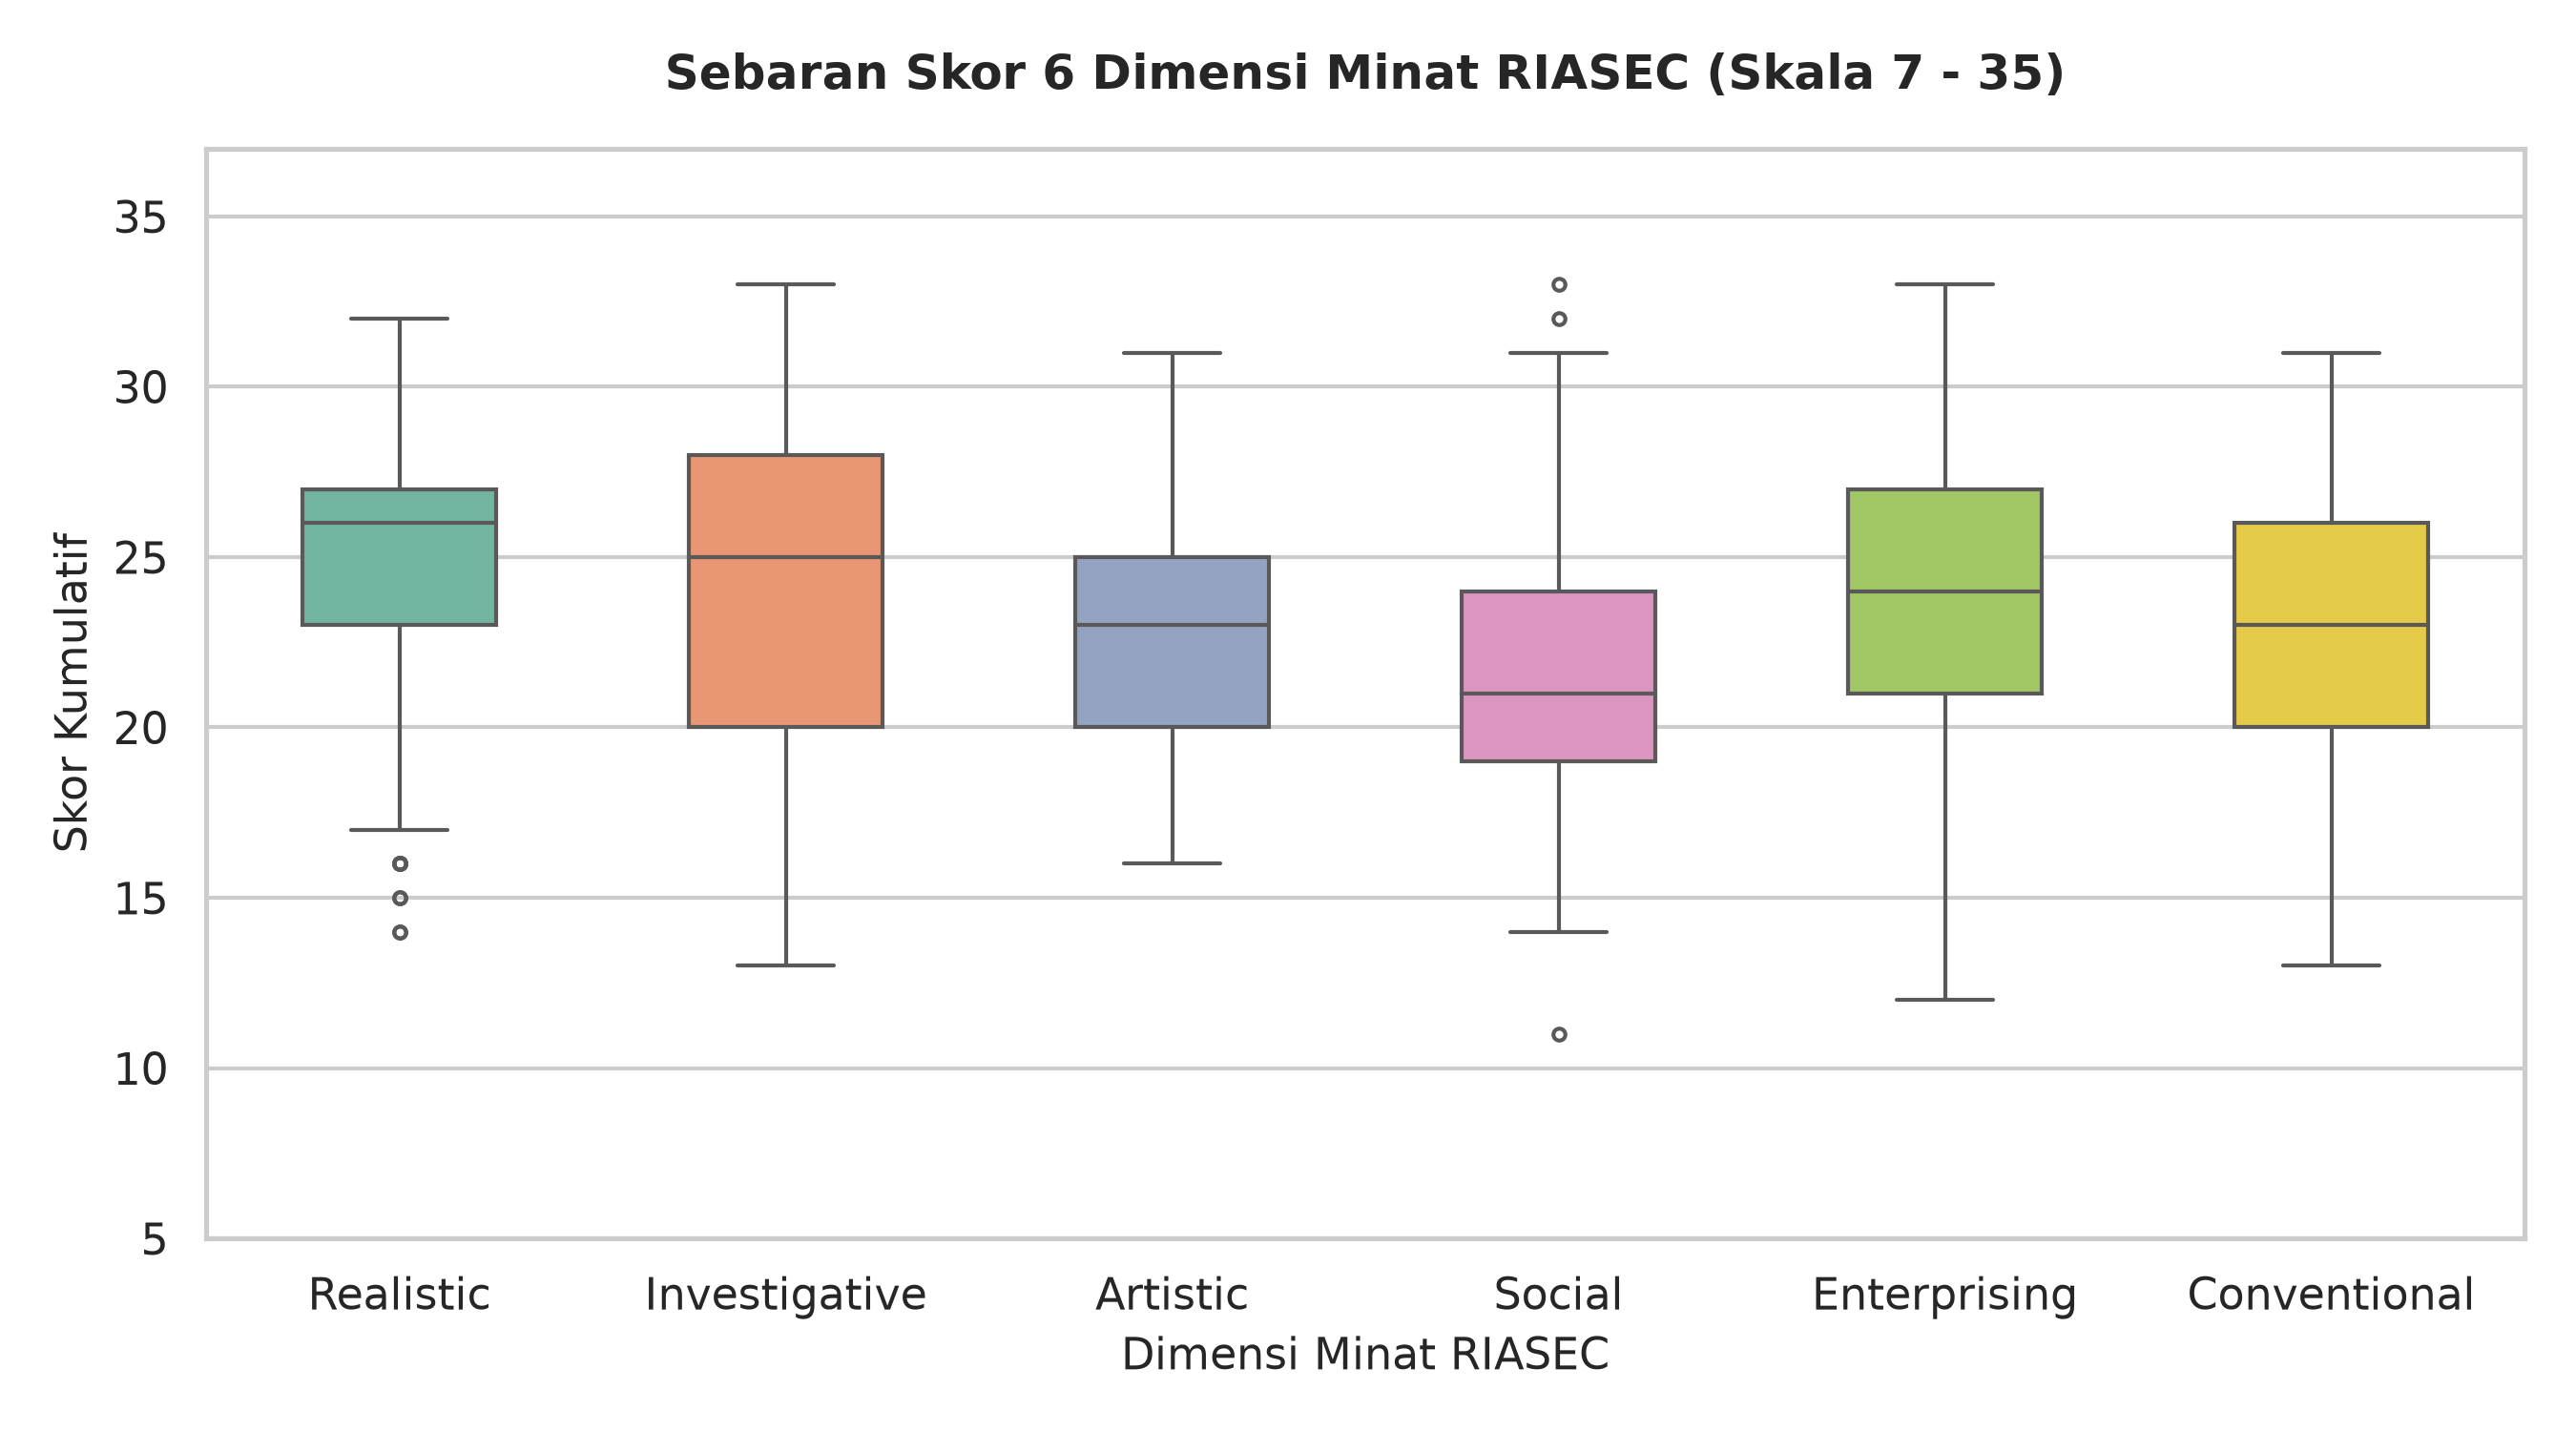 Sebaran Skor 6 Dimensi Minat RIASEC (Skala 7 - 35)
Skor Kumulatif
35
30
25
20
15
10
5
Realistic Investigative Artistic Social Enterprising Conventional
Dimensi Minat RIASEC